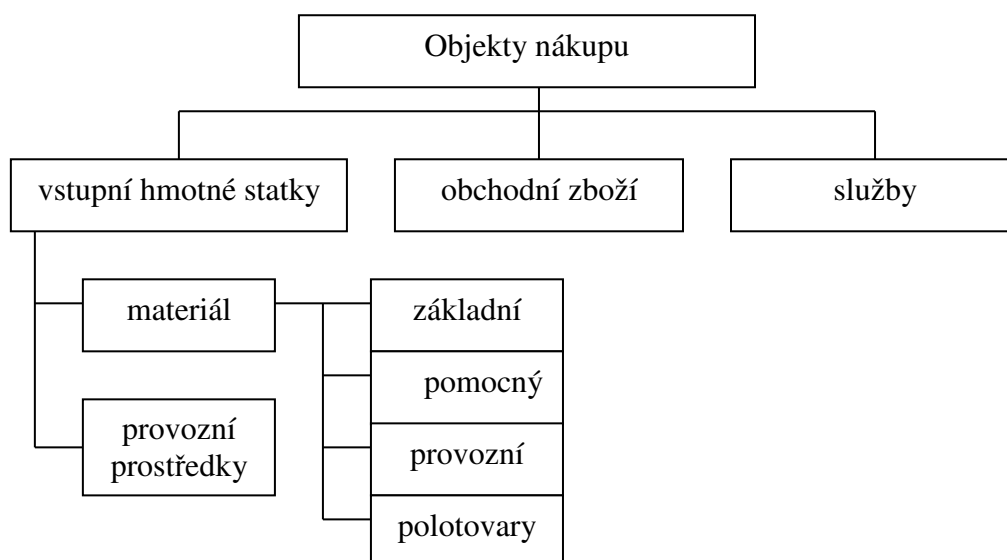 Objekty nákupu
vstupní hmotné statky
obchodní zboží
služby
materiál
základní
pomocný
provozní
prostředky
provozní
polotovary